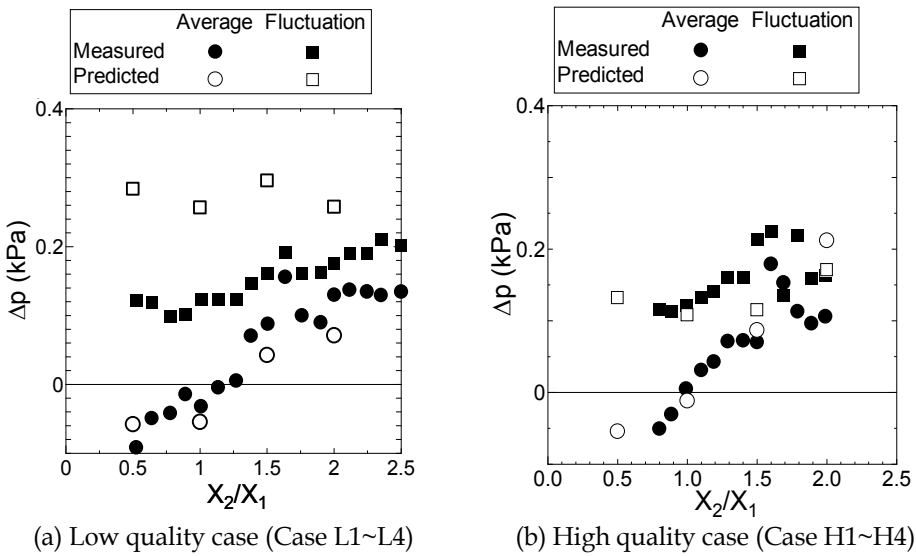 Average Fluctuation
Measured
Predicted
0.4
0.2
0
Δp (kPa)
0 0.5 1.0 1.5 2.0 2.5
X2/X1
(a) Low quality case (Case L1~L4)
Average Fluctuation
Measured
Predicted
0.4
0.2
0
Δp (kPa)
0.0 0.5 1.0 1.5 2.0 2.5
X2/X1
(b) High quality case (Case H1~H4)